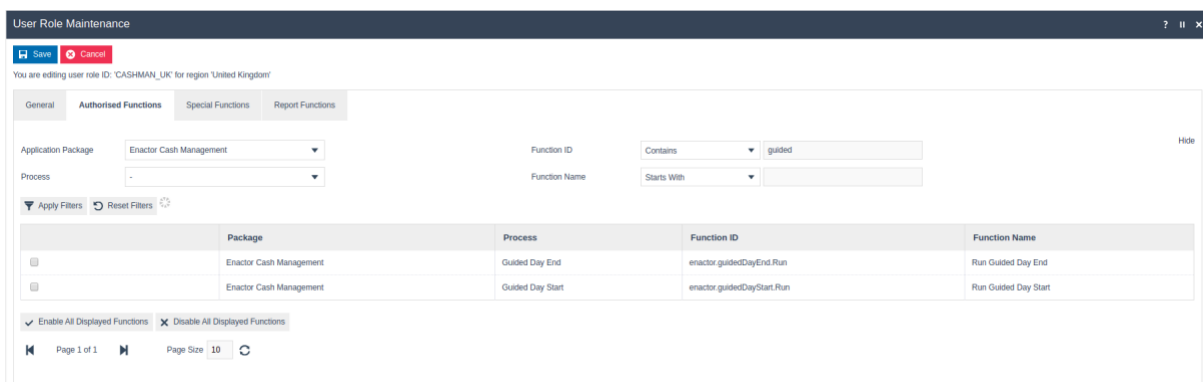 User Role Maintenance
Save Cancel
You are editing user role ID: 'CASHMAN_UK' for region 'United Kingdom'
General Authorised Functions Special Functions Report Functions
Hide
Application Package Enactor Cash Management Function ID Contains guided
Process - Function Name Starts With
Apply Filters Reset Filters
Package Process Function ID Function Name
Enactor Cash Management Guided Day End enactor.guidedDayEnd.Run Run Guided Day End
Enactor Cash Management Guided Day Start enactor.guidedDayStart.Run Run Guided Day Start
Enable All Displayed Functions Disable All Displayed Functions
Page 1 of 1 Page Size 10